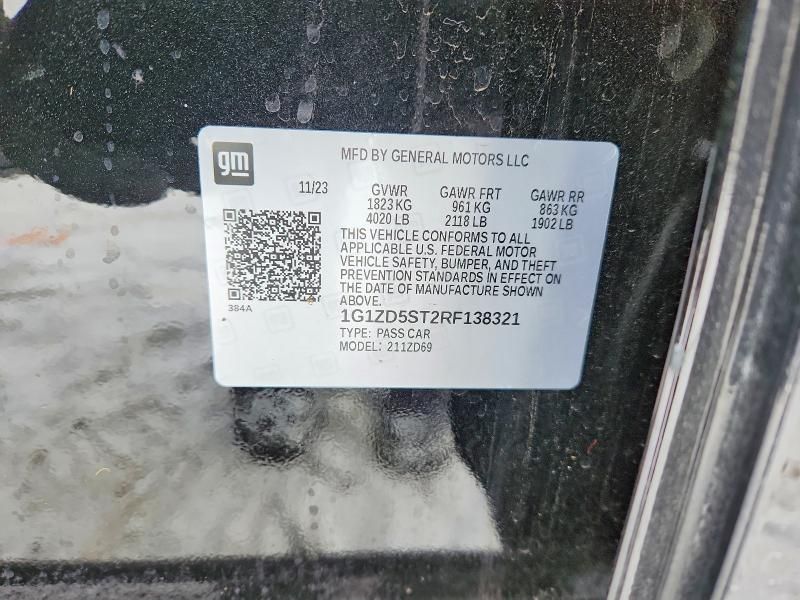 gm
MFD BY GENERAL MOTORS LLC
11/23 GVWR GAWR FRT GAWR RR
1823 KG 961 KG 863 KG
4020 LB 2118 LB 1902 LB
THIS VEHICLE CONFORMS TO ALL
APPLICABLE U.S. FEDERAL MOTOR
VEHICLE SAFETY, BUMPER, AND THEFT
PREVENTION STANDARDS IN EFFECT ON
THE DATE OF MANUFACTURE SHOWN
ABOVE.
384A
1G1ZD5ST2RF138321
TYPE: PASS CAR
MODEL: 211ZD69